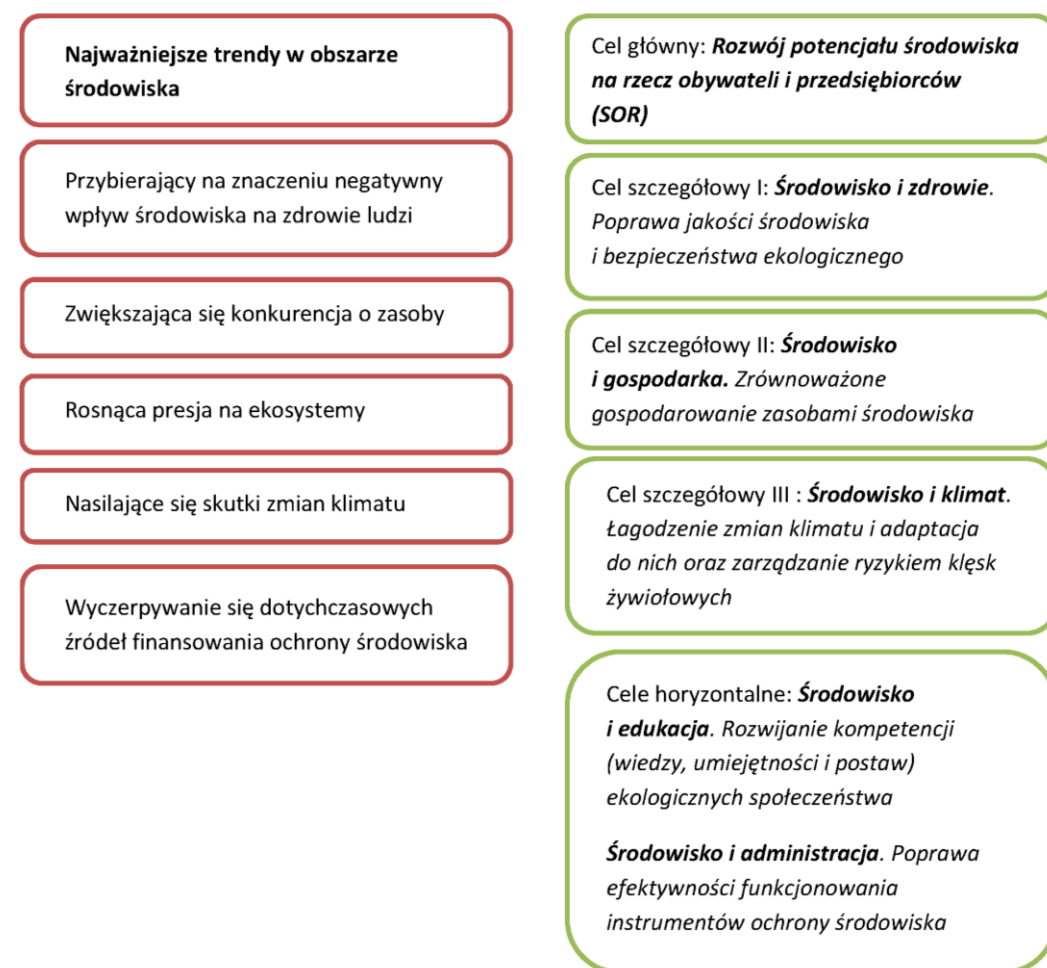 Najważniejsze trendy w obszarze
środowiska
Przybierający na znaczeniu negatywny
wpływ środowiska na zdrowie ludzi
Zwiększająca się konkurencja o zasoby
Rosnąca presja na ekosystemy
Nasilające się skutki zmian klimatu
Wyczerpywanie się dotychczasowych
źródeł finansowania ochrony środowiska
Cel główny: Rozwój potencjału środowiska
na rzecz obywateli i przedsiębiorców
(SOR)
Cel szczegółowy I: Środowisko i zdrowie.
Poprawa jakości środowiska
i bezpieczeństwa ekologicznego
Cel szczegółowy II: Środowisko
i gospodarka. Zrównoważone
gospodarowanie zasobami środowiska
Cel szczegółowy III : Środowisko i klimat.
Łagodzenie zmian klimatu i adaptacja
do nich oraz zarządzanie ryzykiem klęsk
żywiołowych
Cele horyzontalne: Środowisko
i edukacja. Rozwijanie kompetencji
(wiedzy, umiejętności i postaw)
ekologicznych społeczeństwa
Środowisko i administracja. Poprawa
efektywności funkcjonowania
instrumentów ochrony środowiska